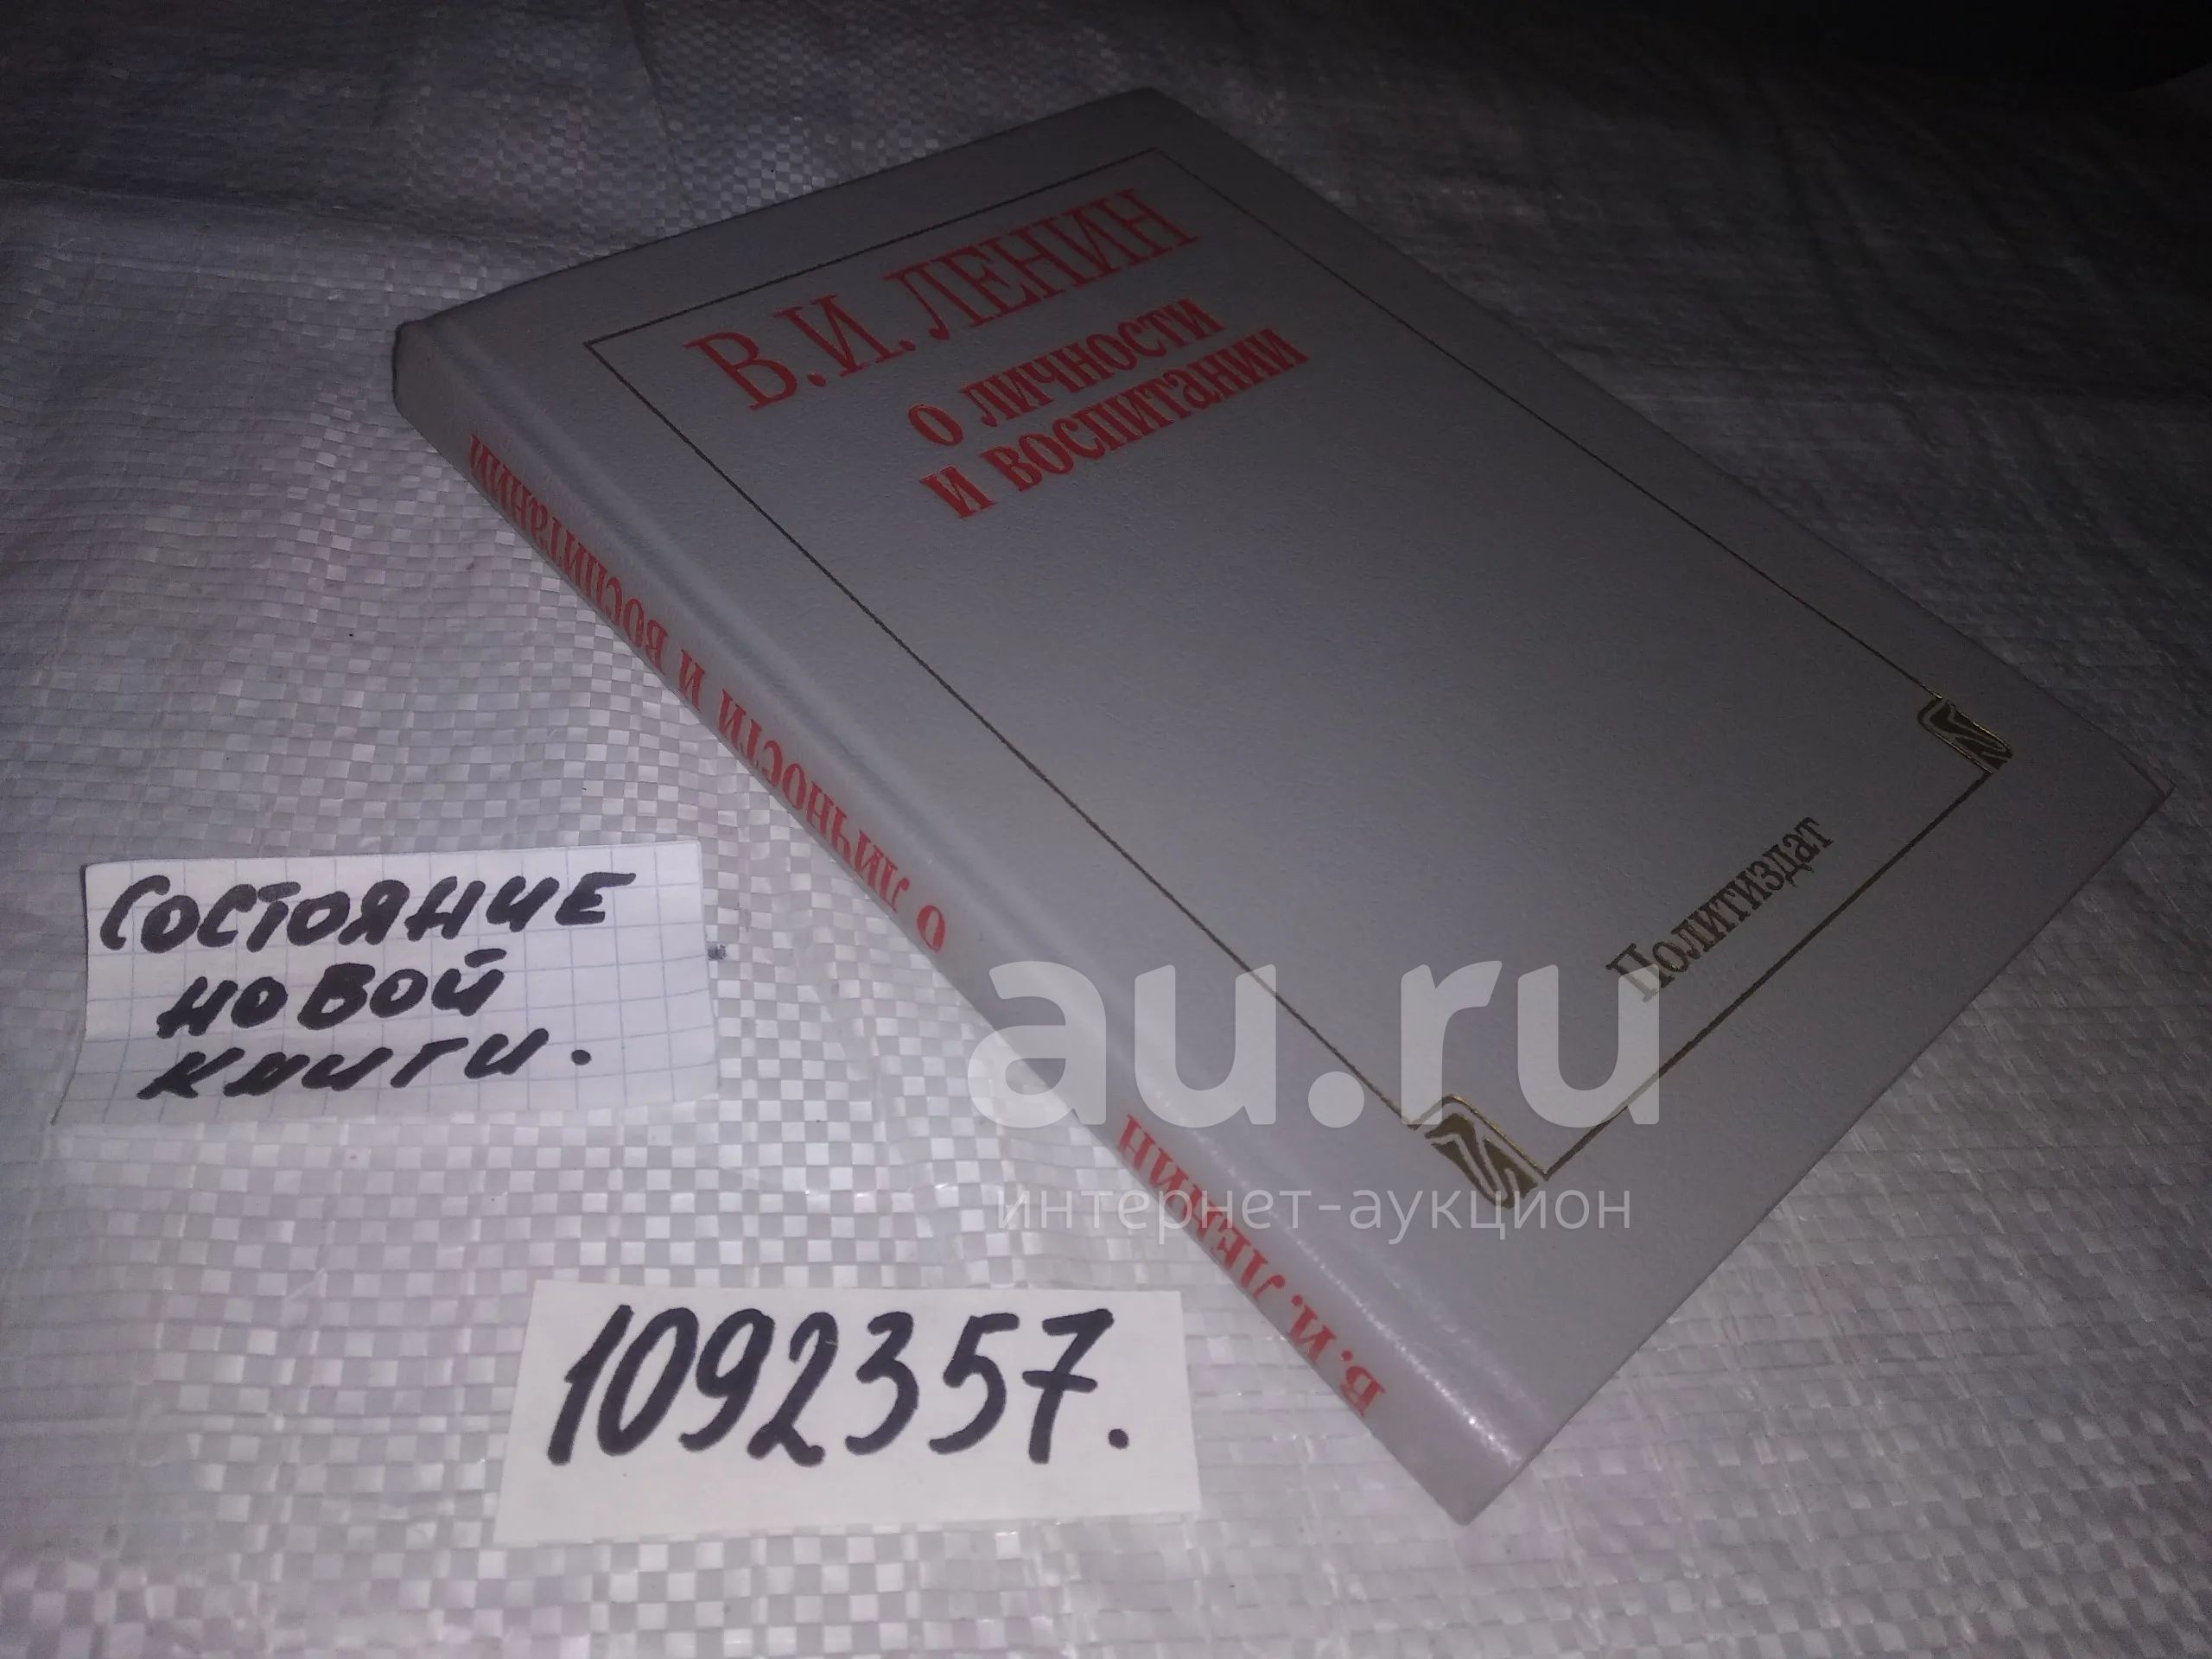 В.И. ЛЕНИН
О ЛИЧНОСТИ
И ВОСПИТАНИИ
Политиздат
В. И. ЛЕНИН
О ЛИЧНОСТИ И ВОСПИТАНИИ
СОСТОЯНИЕ
НОВОЙ
КНИГИ.
1092357.
au.ru
интернет-аукцион